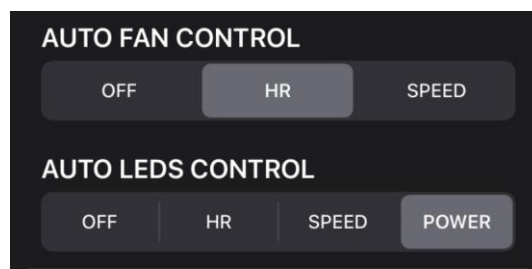 AUTO FAN CONTROL
OFF HR SPEED
AUTO LEDS CONTROL
OFF HR SPEED POWER